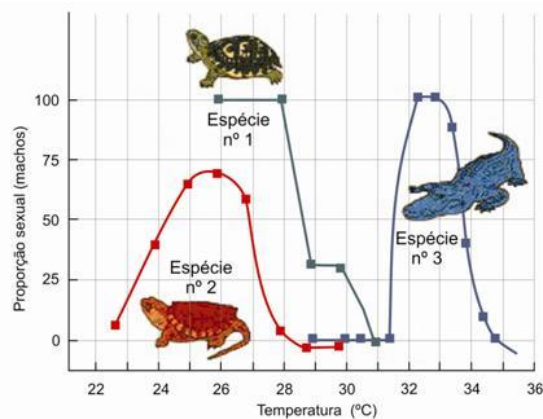 Proporção sexual (machos)
100
75
50
25
0
Espécie
nº 1
Espécie
nº 2
Espécie
nº 3
22
24
26
28
30
32
34
36
Temperatura (ºC)